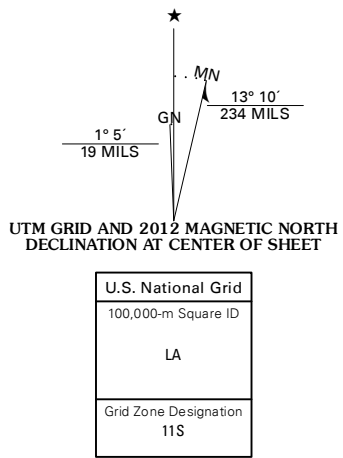 ★
MN
GN
13° 10´
234 MILS
1° 5´
19 MILS
UTM GRID AND 2012 MAGNETIC NORTH
DECLINATION AT CENTER OF SHEET
U.S. National Grid
100,000-m Square ID
LA
Grid Zone Designation
11S